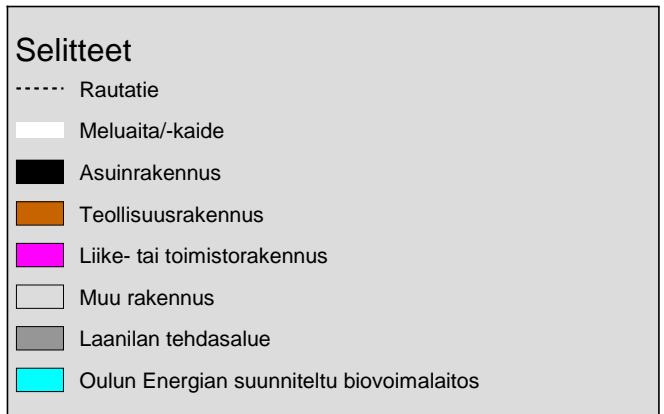 Selitteet
Rautatie
Meluaita/-kaide
Asuinrakennus
Teollisuusrakennus
Liike- tai toimistorakennus
Muu rakennus
Laanilan tehdasalue
Oulun Energian suunniteltu biovoimalaitos